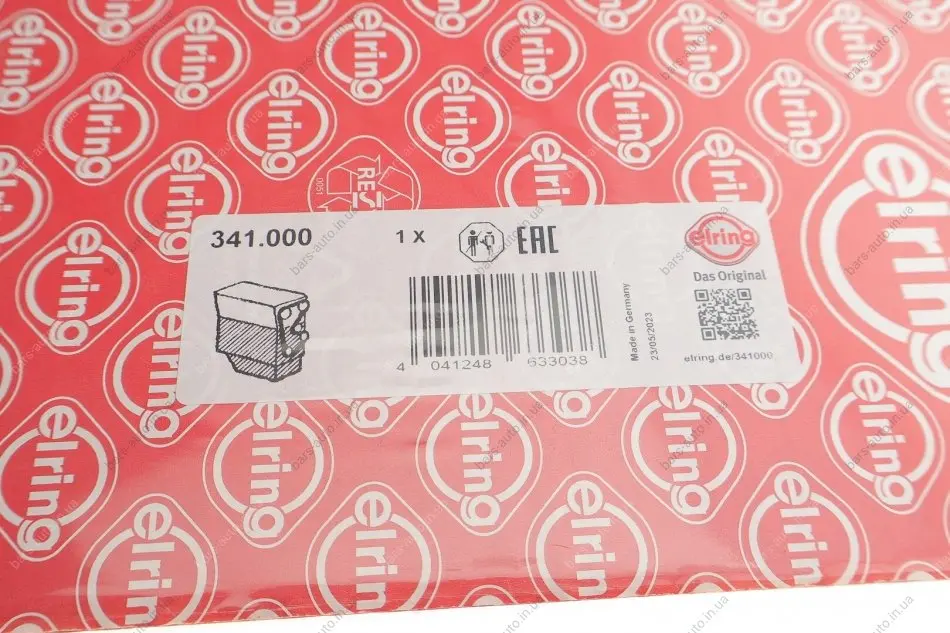 341.000
1 X
EAC
elring
Das Original
4 041248 633038
Made in Germany
23/05/2023
elring.de/341000
RESY
elring
bars-auto.in.ua